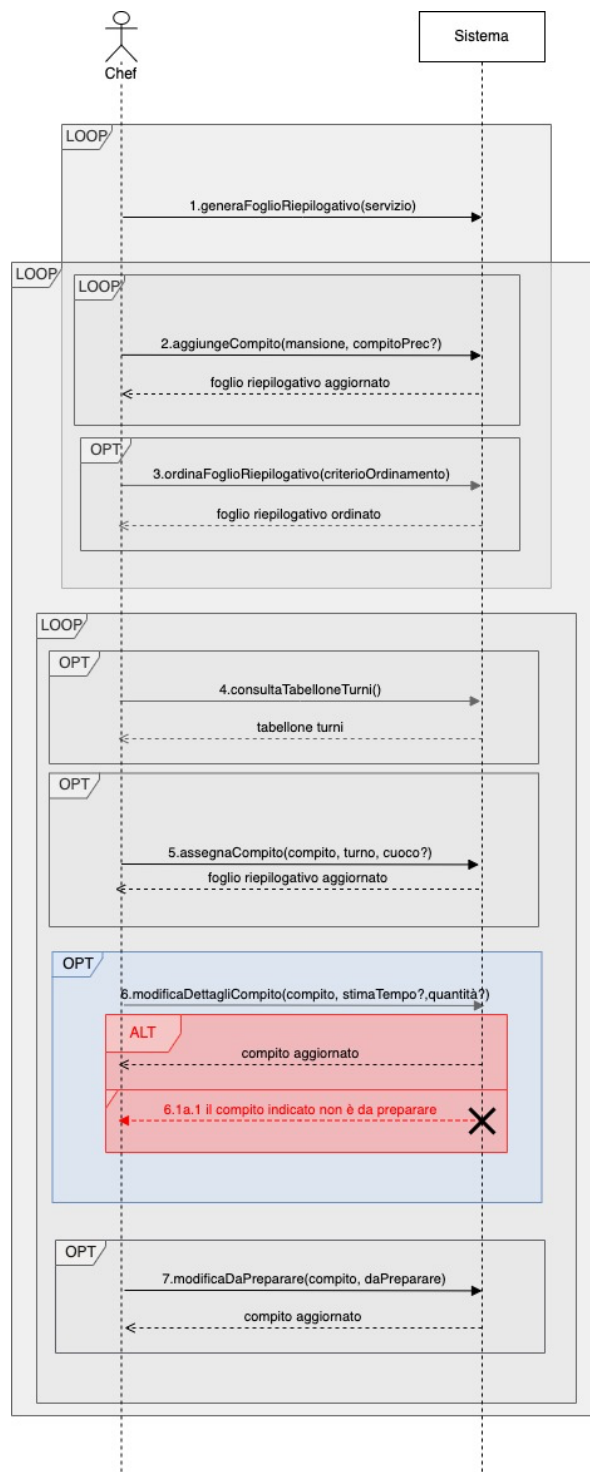 Sistema
Chef
LOOP
1.generaFoglioRiepilogativo(servizio)
LOOP
LOOP
2.aggiungeCompito(mansione, compitoPrec?)
foglio riepilogativo aggiornato
OPT
3.ordinaFoglioRiepilogativo(criterioOrdinamento)
foglio riepilogativo ordinato
LOOP
OPT
4.consultaTabelloneTurni()
tabellone turni
OPT
5.assegnaCompito(compito, turno, cuoco?)
foglio riepilogativo aggiornato
OPT
6.modificaDettagliCompito(compito, stimaTempo?,quantità?)
ALT
compito aggiornato
6.1a.1 il compito indicato non è da preparare
OPT
7.modificaDaPreparare(compito, daPreparare)
compito aggiornato